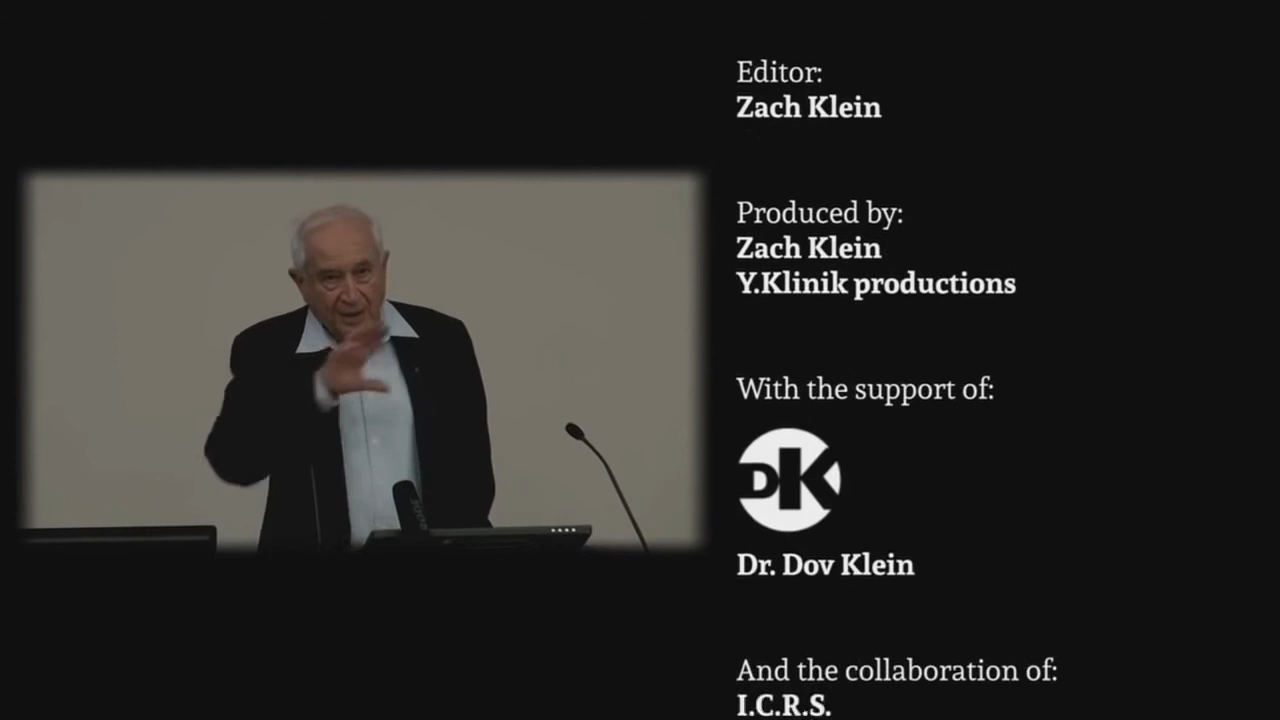 Editor:
Zach Klein
Produced by:
Zach Klein
Y.Klinik productions
With the support of:
DK
Dr. Dov Klein
And the collaboration of:
I.C.R.S.